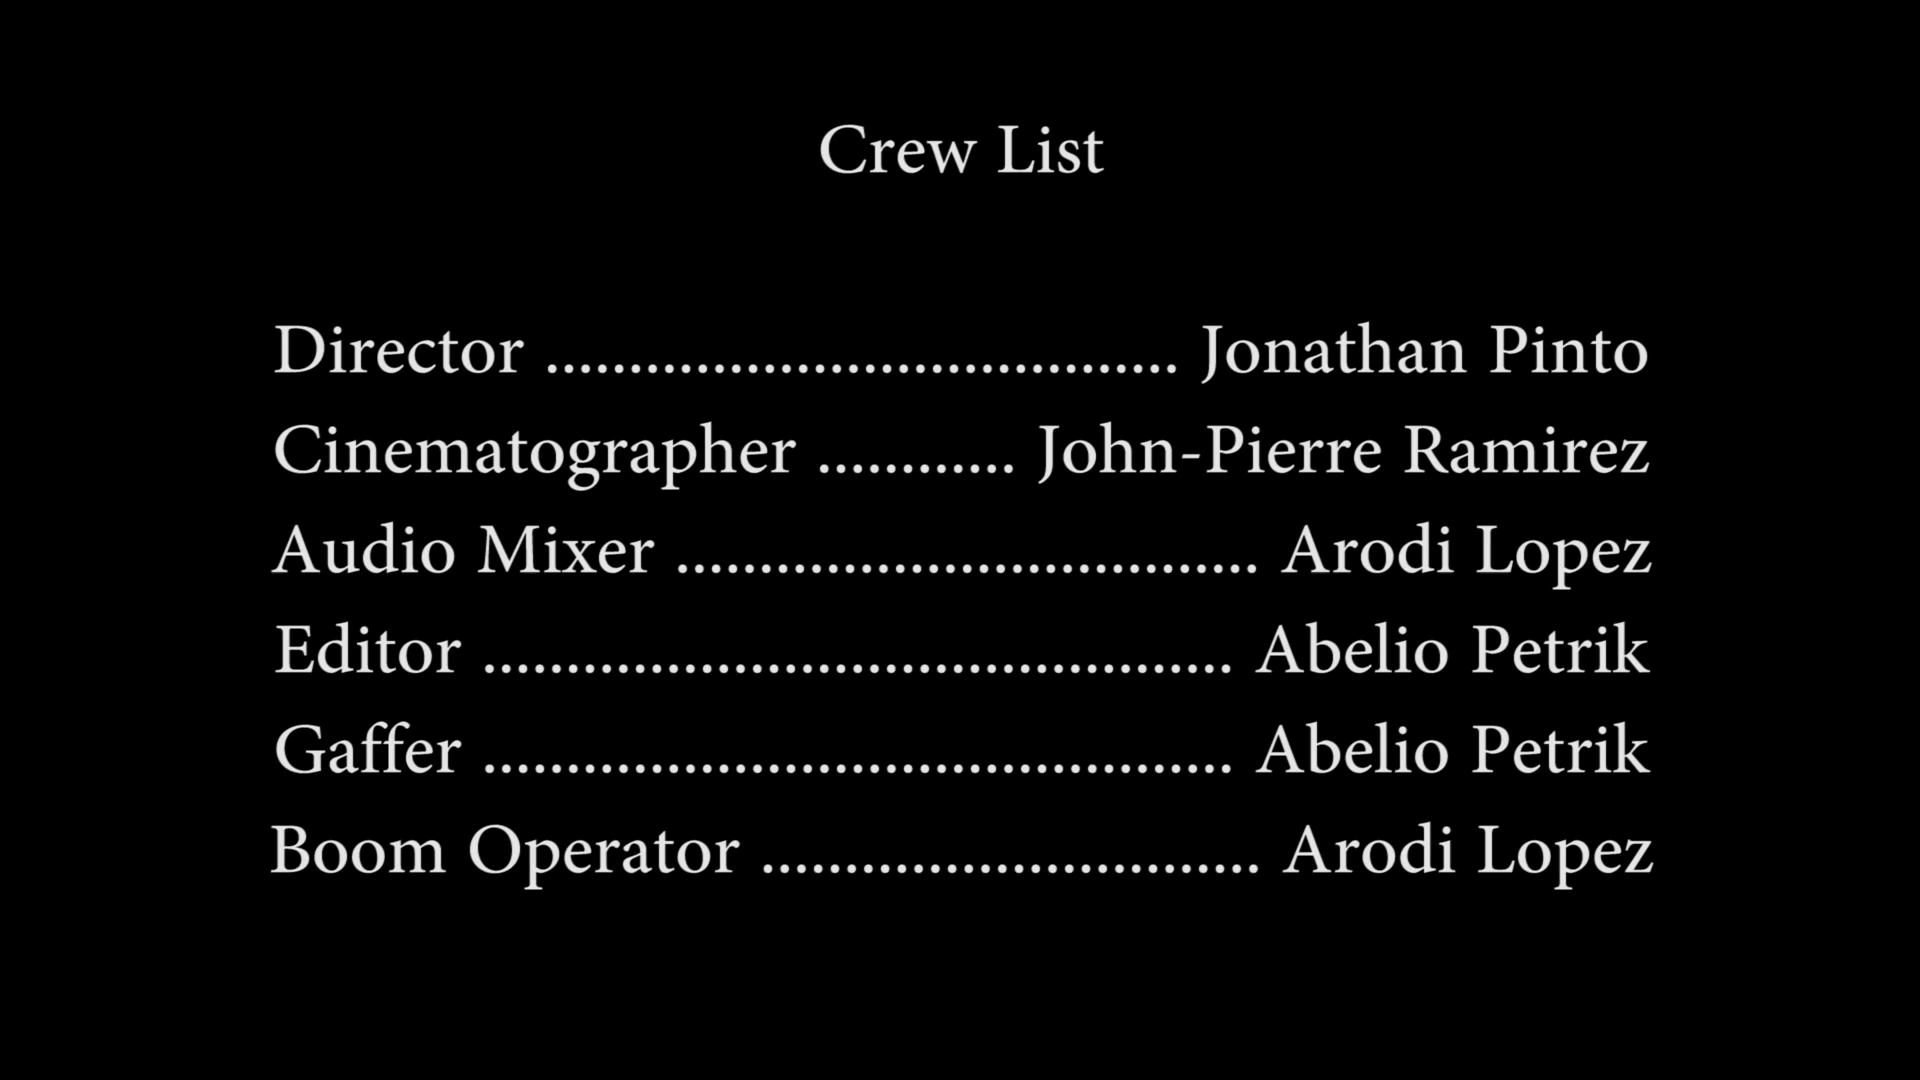 Crew List
Director ...................................... Jonathan Pinto
Cinematographer ............ John-Pierre Ramirez
Audio Mixer ................................... Arodi Lopez
Editor ............................................. Abelio Petrik
Gaffer ............................................. Abelio Petrik
Boom Operator .............................. Arodi Lopez